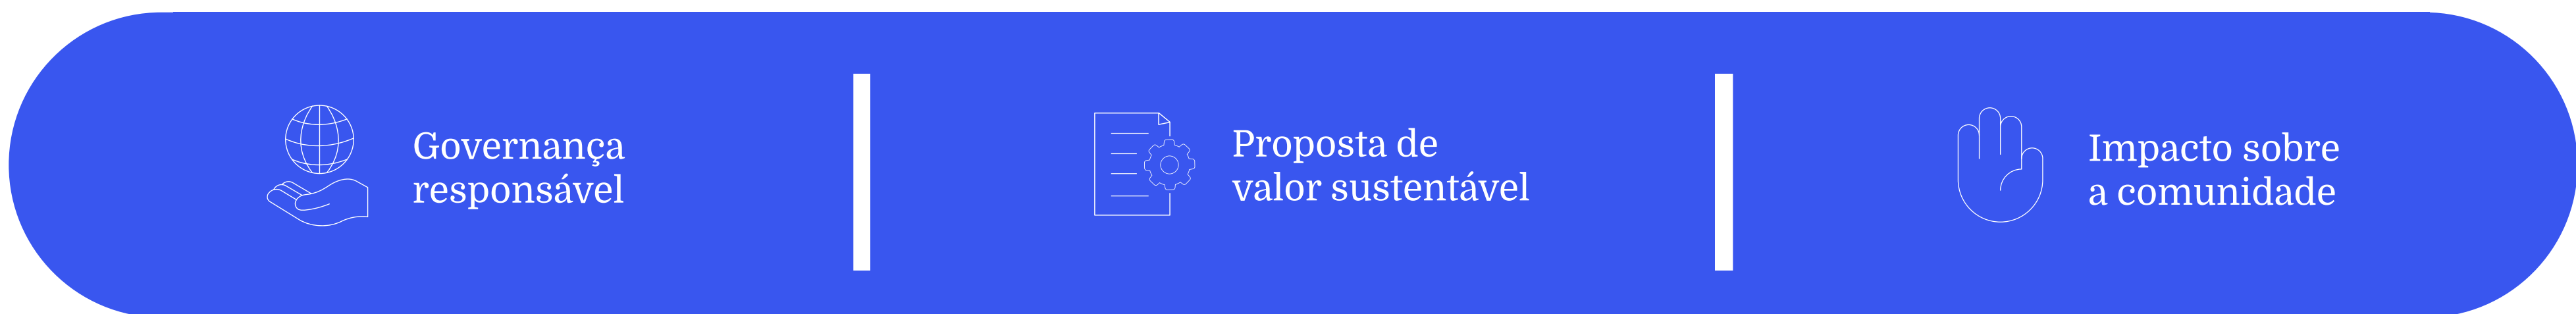 Governança
responsável
Proposta de
valor sustentável
Impacto sobre
a comunidade